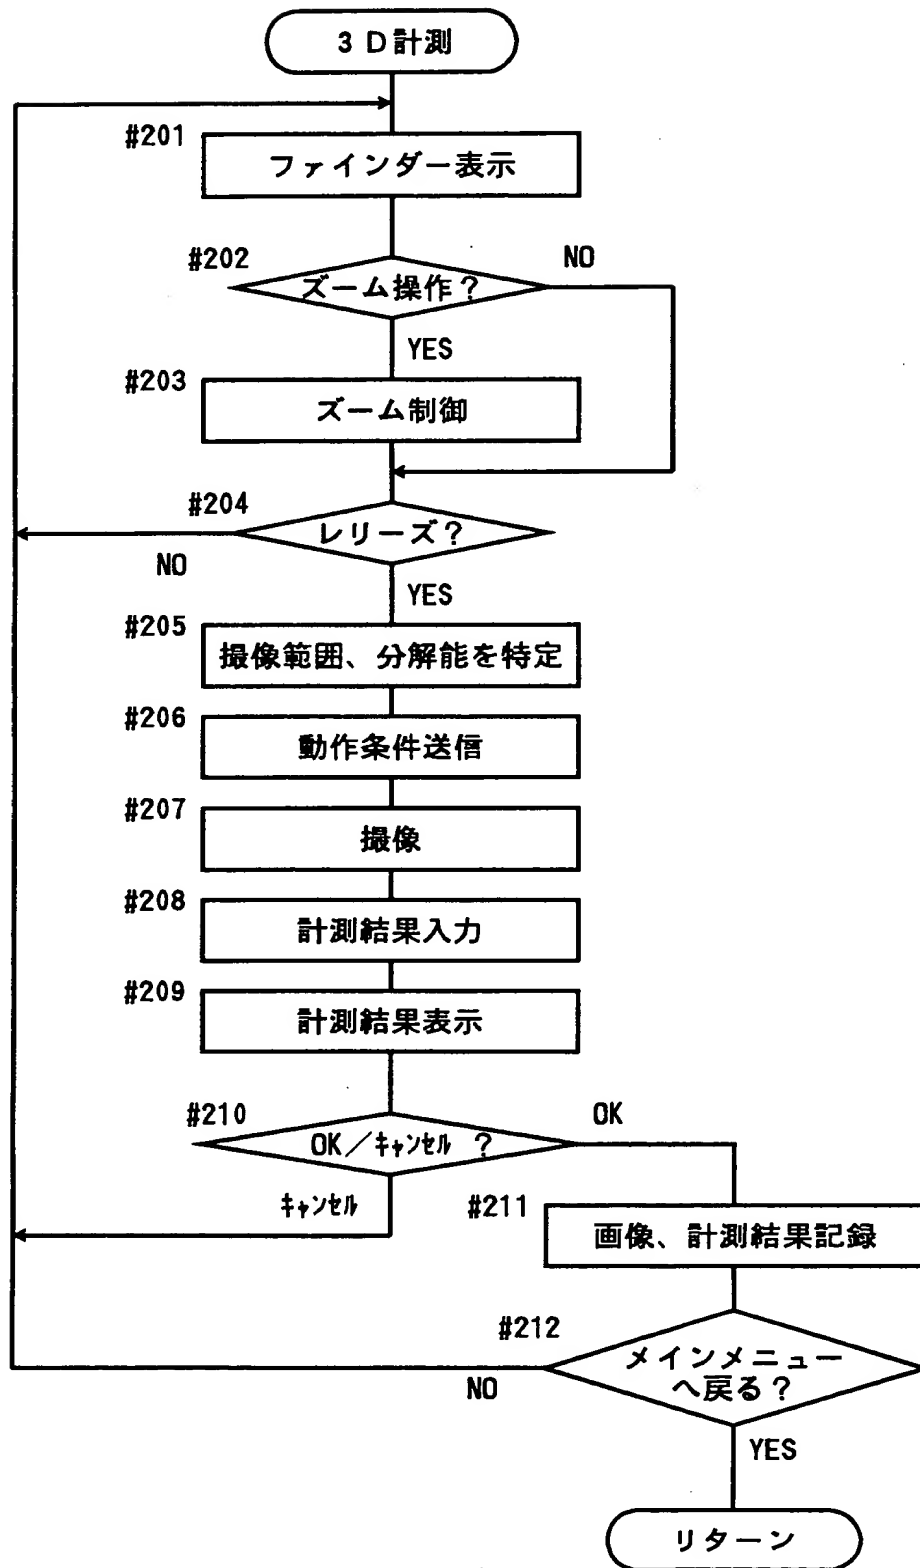 3D計測
#201
ファインダー表示
#202
NO
ズーム操作？
YES
#203
ズーム制御
#204
レリーズ？
NO
YES
#205
撮像範囲、分解能を特定
#206
動作条件送信
#207
撮像
#208
計測結果入力
#209
計測結果表示
#210
OK
OK／ｷｬﾝｾﾙ ？
ｷｬﾝｾﾙ
#211
画像、計測結果記録
#212
メインメニュー
へ戻る？
NO
YES
リターン